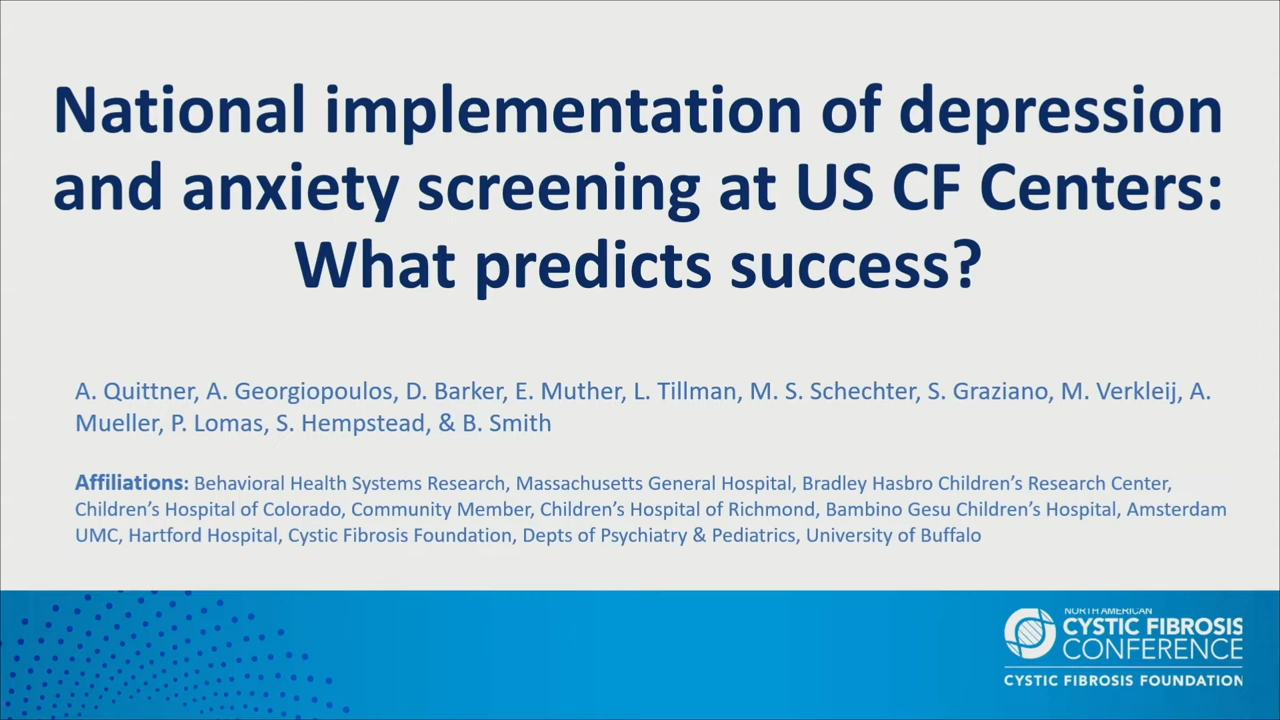 National implementation of depression
and anxiety screening at US CF Centers:
What predicts success?
A. Quittner, A. Georgiopoulos, D. Barker, E. Muther, L. Tillman, M. S. Schechter, S. Graziano, M. Verkleij, A.
Mueller, P. Lomas, S. Hempstead, & B. Smith
Affiliations: Behavioral Health Systems Research, Massachusetts General Hospital, Bradley Hasbro Children’s Research Center,
Children’s Hospital of Colorado, Community Member, Children’s Hospital of Richmond, Bambino Gesu Children’s Hospital, Amsterdam
UMC, Hartford Hospital, Cystic Fibrosis Foundation, Depts of Psychiatry & Pediatrics, University of Buffalo
NORTH AMERICAN
CYSTIC FIBROSIS
CONFERENCE
CYSTIC FIBROSIS FOUNDATION